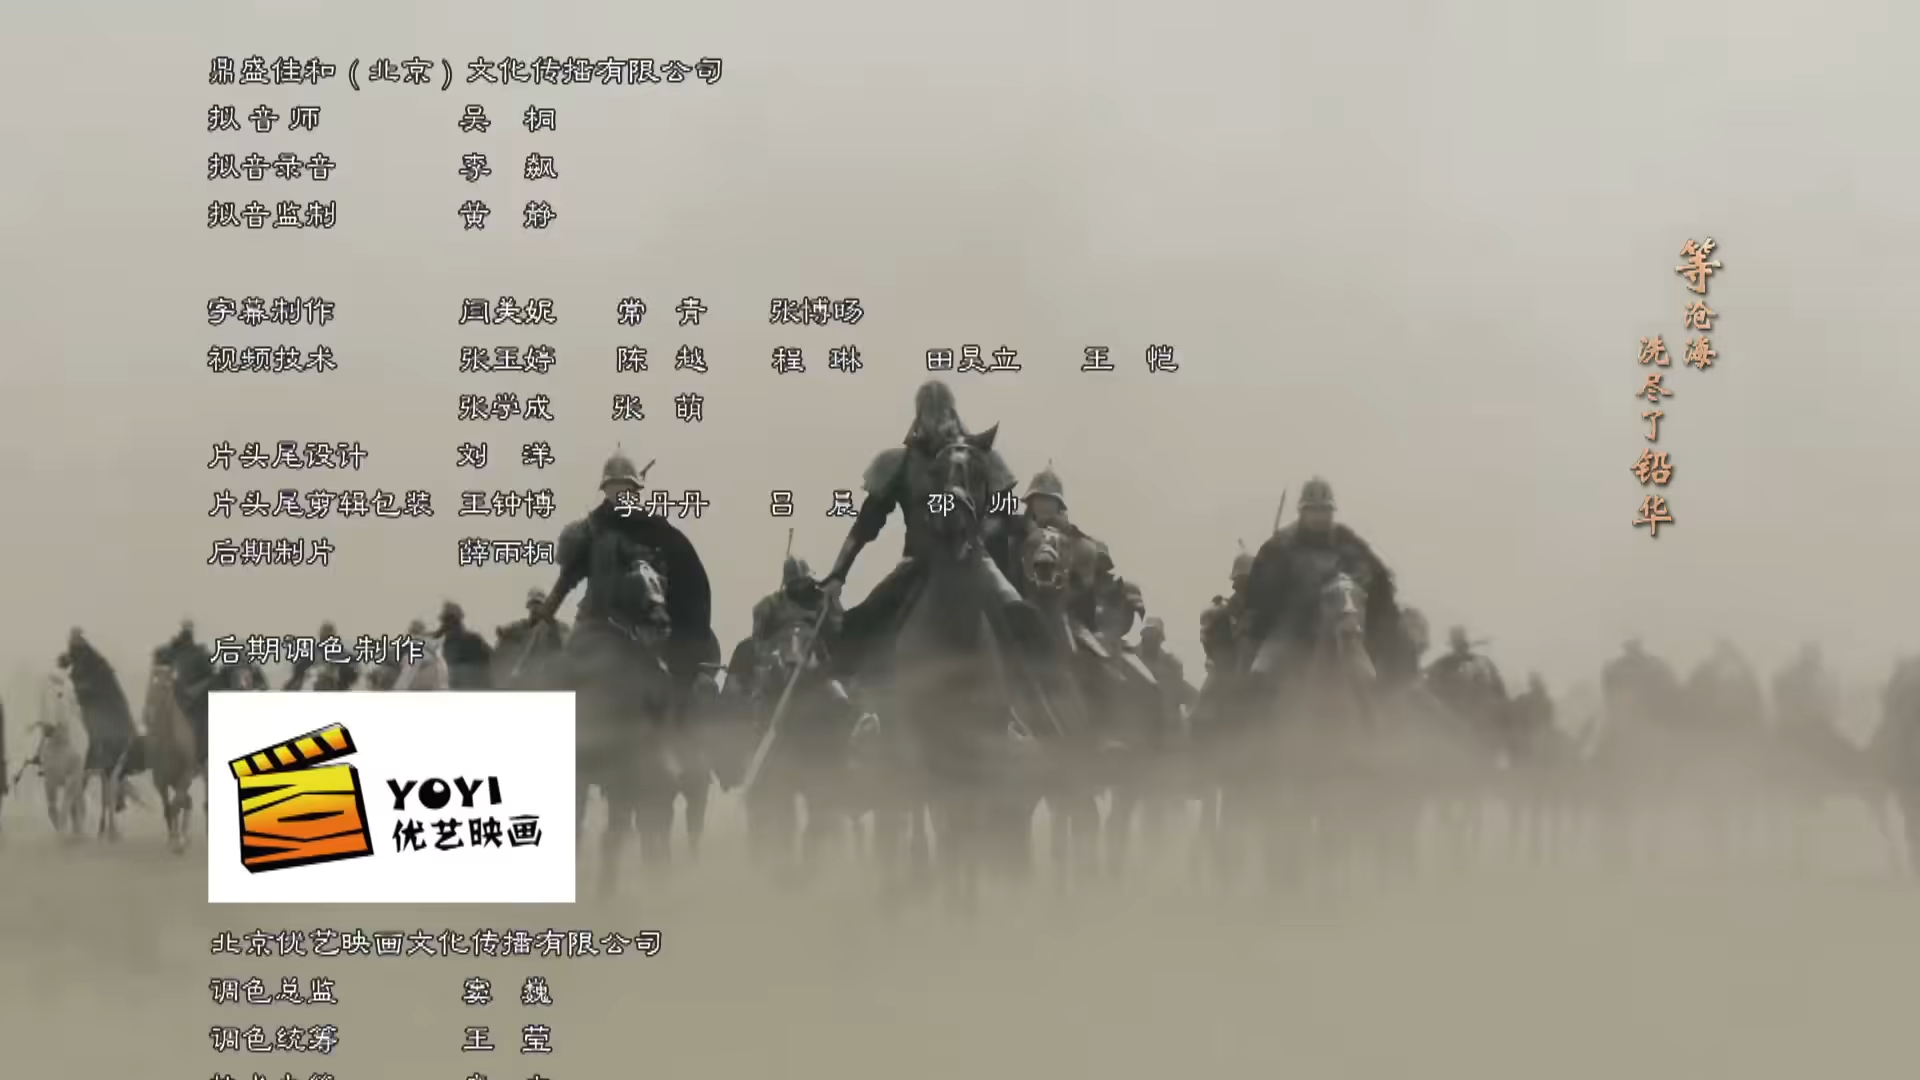 鼎盛佳和（北京）文化传播有限公司
拟音师 吴桐
拟音录音 李飙
拟音监制 黄静
字幕制作 闫美妮 常青 张博旸
视频技术 张玉婷 陈越 程琳 田昊立 王恺
张学成 张萌
片头尾设计 刘洋
片头尾剪辑包装 王钟博 李丹丹 吕辰 邵帅
后期制片 薛雨桐
后期调色制作
YOYI
优艺映画
北京优艺映画文化传播有限公司
调色总监 窦巍
调色统筹 王莹
等沧海
洗尽了铅华